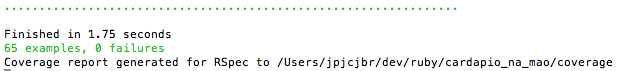 .................................................................
Finished in 1.75 seconds
65 examples, 0 failures
Coverage report generated for RSpec to /Users/jpjcjbr/dev/ruby/cardapio_na_mao/coverage